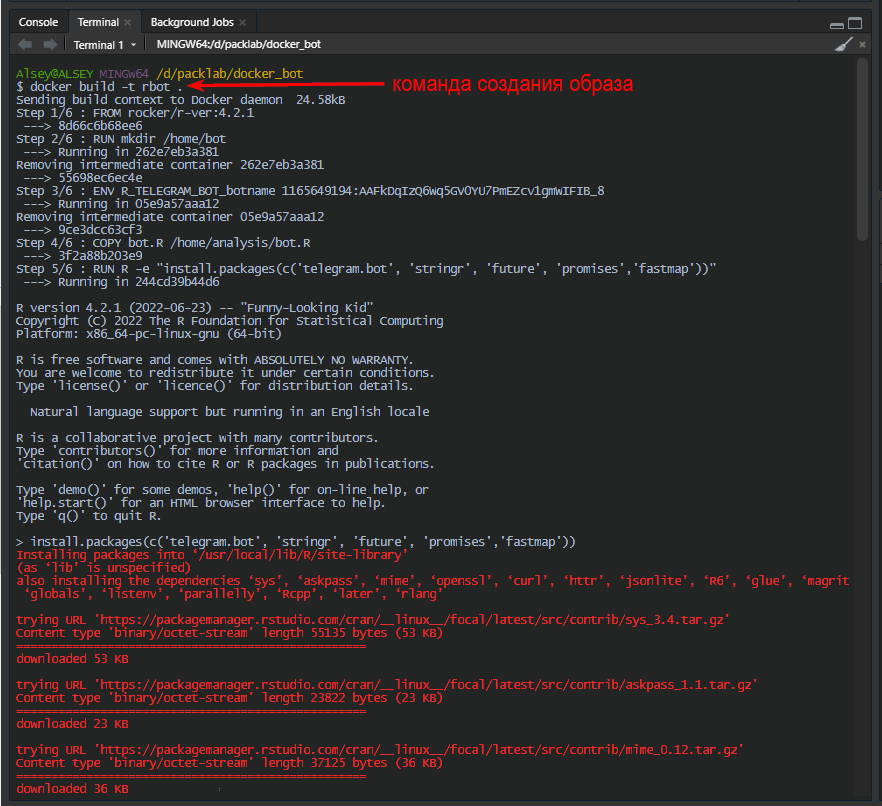 Console Terminal × Background Jobs ×
Terminal 1 MINGW64:/d/packlab/docker_bot
Alsey@ALSEY MINGW64 /d/packlab/docker_bot
$ docker build -t rbot . команда создания образа
Sending build context to Docker daemon 24.58kB
Step 1/6 : FROM rocker/r-ver:4.2.1
---> 8d66c6b68ee6
Step 2/6 : RUN mkdir /home/bot
---> Running in 262e7eb3a381
Removing intermediate container 262e7eb3a381
---> 55698ec6ec4e
Step 3/6 : ENV R_TELEGRAM_BOT_botname 1165649194:AAFkDqIzQ6Wq5GVOYU7PmEZcv1gmWIFIB_8
---> Running in 05e9a57aaa12
Removing intermediate container 05e9a57aaa12
---> 9ce3dcc63cf3
Step 4/6 : COPY bot.R /home/analysis/bot.R
---> 3f2a88b203e9
Step 5/6 : RUN R -e "install.packages(c('telegram.bot', 'stringr', 'future', 'promises','fastmap'))"
---> Running in 244cd39b44d6
R version 4.2.1 (2022-06-23) -- "Funny-Looking Kid"
Copyright (C) 2022 The R Foundation for Statistical Computing
Platform: x86_64-pc-linux-gnu (64-bit)
R is free software and comes with ABSOLUTELY NO WARRANTY.
You are welcome to redistribute it under certain conditions.
Type 'license()' or 'licence()' for distribution details.
Natural language support but running in an English locale
R is a collaborative project with many contributors.
Type 'contributors()' for more information and
'citation()' on how to cite R or R packages in publications.
Type 'demo()' for some demos, 'help()' for on-line help, or
'help.start()' for an HTML browser interface to help.
Type 'q()' to quit R.
> install.packages(c('telegram.bot', 'stringr', 'future', 'promises','fastmap'))
Installing packages into ‘/usr/local/lib/R/site-library’
(as ‘lib’ is unspecified)
also installing the dependencies ‘sys’, ‘askpass’, ‘mime’, ‘openssl’, ‘curl’, ‘httr’, ‘jsonlite’, ‘R6’, ‘glue’, ‘magrit
‘globals’, ‘listenv’, ‘parallelly’, ‘Rcpp’, ‘later’, ‘rlang’
trying URL 'https://packagemanager.rstudio.com/cran/__linux__/focal/latest/src/contrib/sys_3.4.tar.gz'
Content type 'binary/octet-stream' length 55135 bytes (53 KB)
==================================================
downloaded 53 KB
trying URL 'https://packagemanager.rstudio.com/cran/__linux__/focal/latest/src/contrib/askpass_1.1.tar.gz'
Content type 'binary/octet-stream' length 23822 bytes (23 KB)
==================================================
downloaded 23 KB
trying URL 'https://packagemanager.rstudio.com/cran/__linux__/focal/latest/src/contrib/mime_0.12.tar.gz'
Content type 'binary/octet-stream' length 37125 bytes (36 KB)
==================================================
downloaded 36 KB